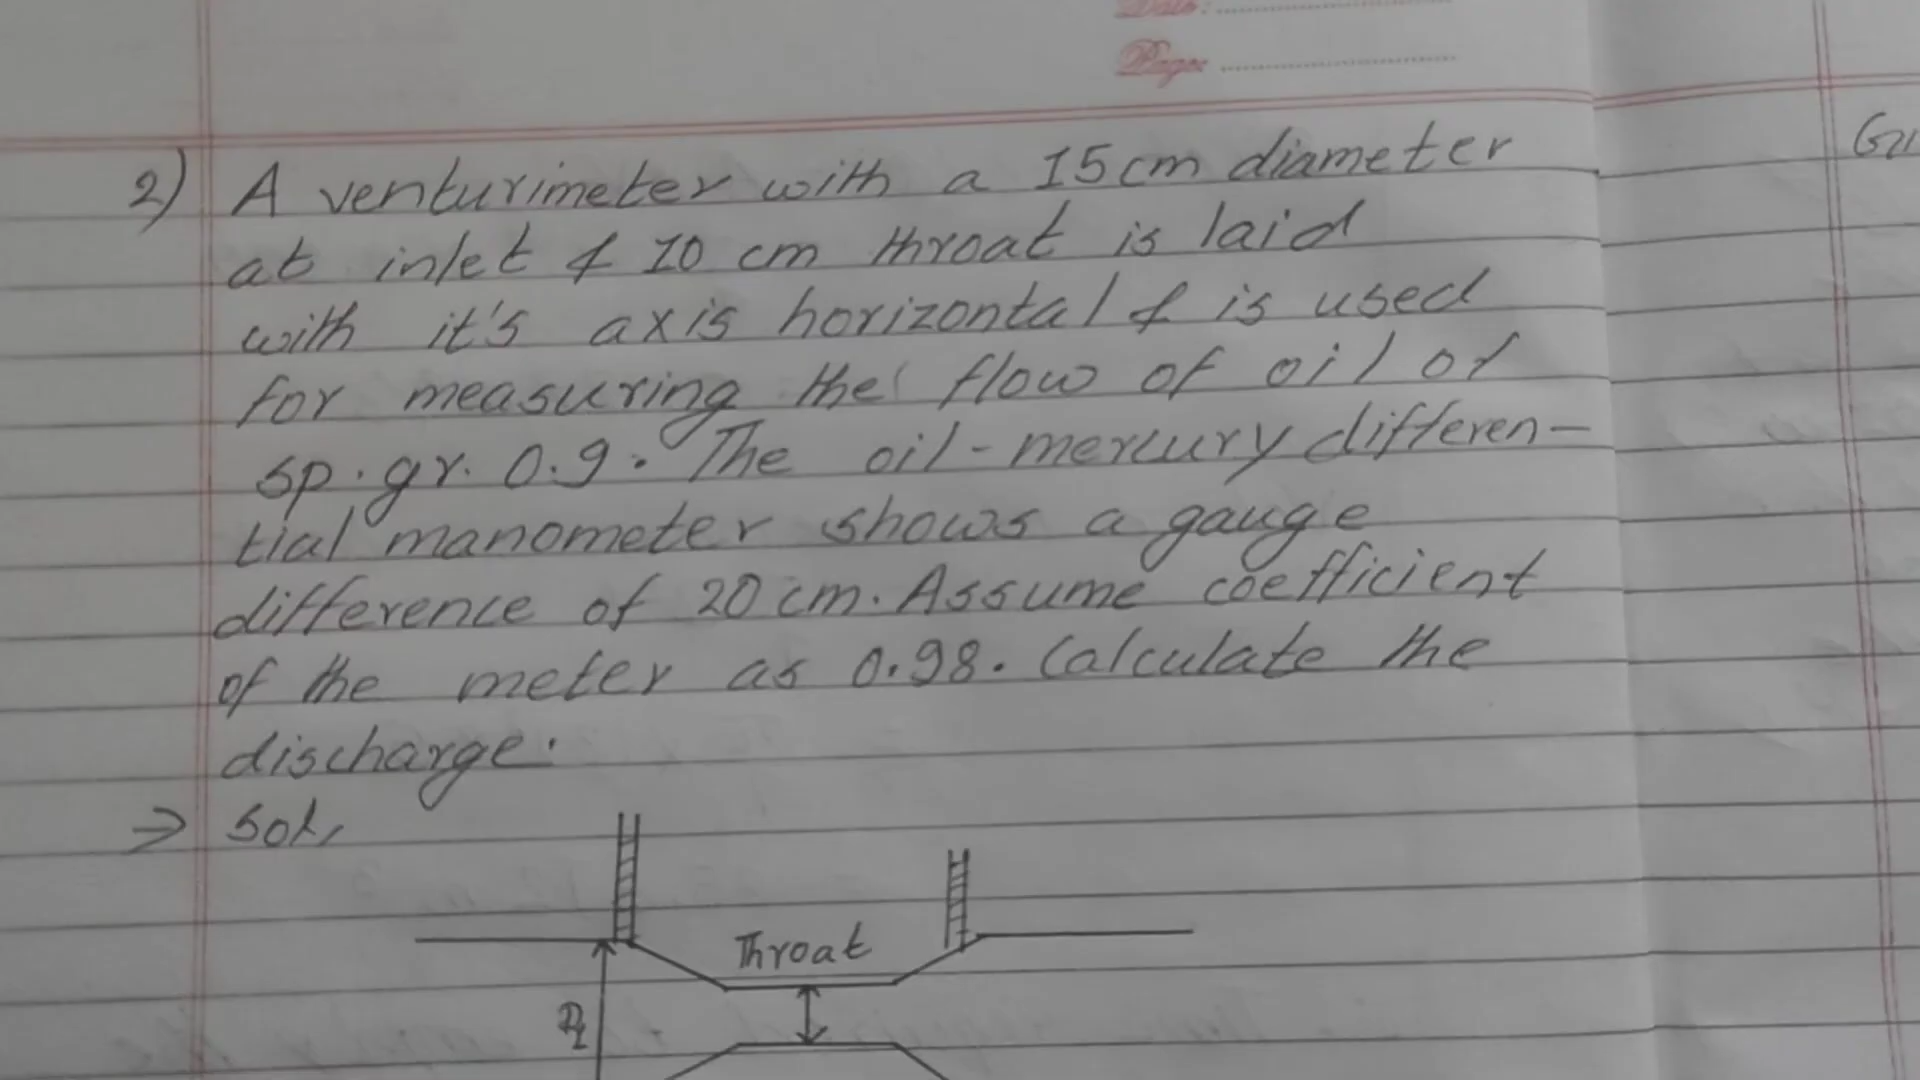 Date:
Page
2) A venturimeter with a 15cm diameter
at inlet & 10 cm throat is laid
with it's axis horizontal & is used
for measuring the flow of oil of
sp.gr. 0.9. The oil-mercury differen-
tial manometer shows a gauge
difference of 20 cm. Assume coefficient
of the meter as 0.98. Calculate the
discharge.
⇒ Sol,
Throat